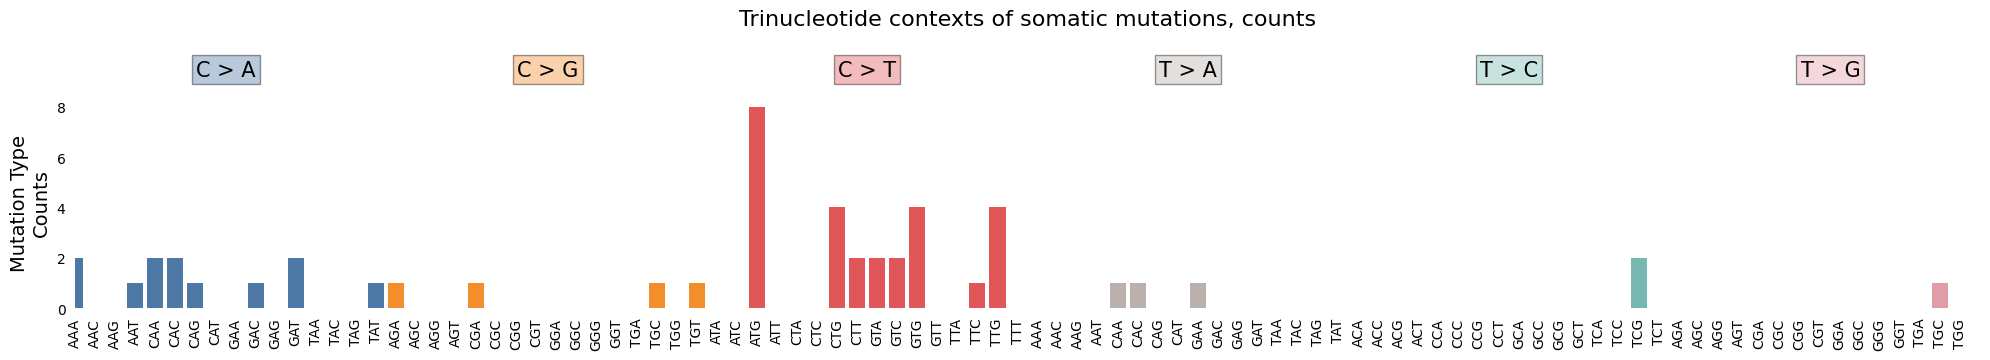 Trinucleotide contexts of somatic mutations, counts
C > A C > G C > T T > A T > C T > G
Mutation Type
Counts
8
6
4
2
0
AAA AAC AAG AAT CAA CAC CAG CAT GAA GAC GAG GAT TAA TAC TAG TAT AGA AGC AGG AGT CGA CGC CGG CGT GGA GGC GGG GGT TGA TGC TGG TGT ATA ATC ATG ATT CTA CTC CTG CTT GTA GTC GTG GTT TTA TTC TTG TTT AAA AAC AAG AAT CAA CAC CAG CAT GAA GAC GAG GAT TAA TAC TAG TAT ACA ACC ACG ACT CCA CCC CCG CCT GCA GCC GCG GCT TCA TCC TCG TCT AGA AGC AGG AGT CGA CGC CGG CGT GGA GGC GGG GGT TGA TGC TGG